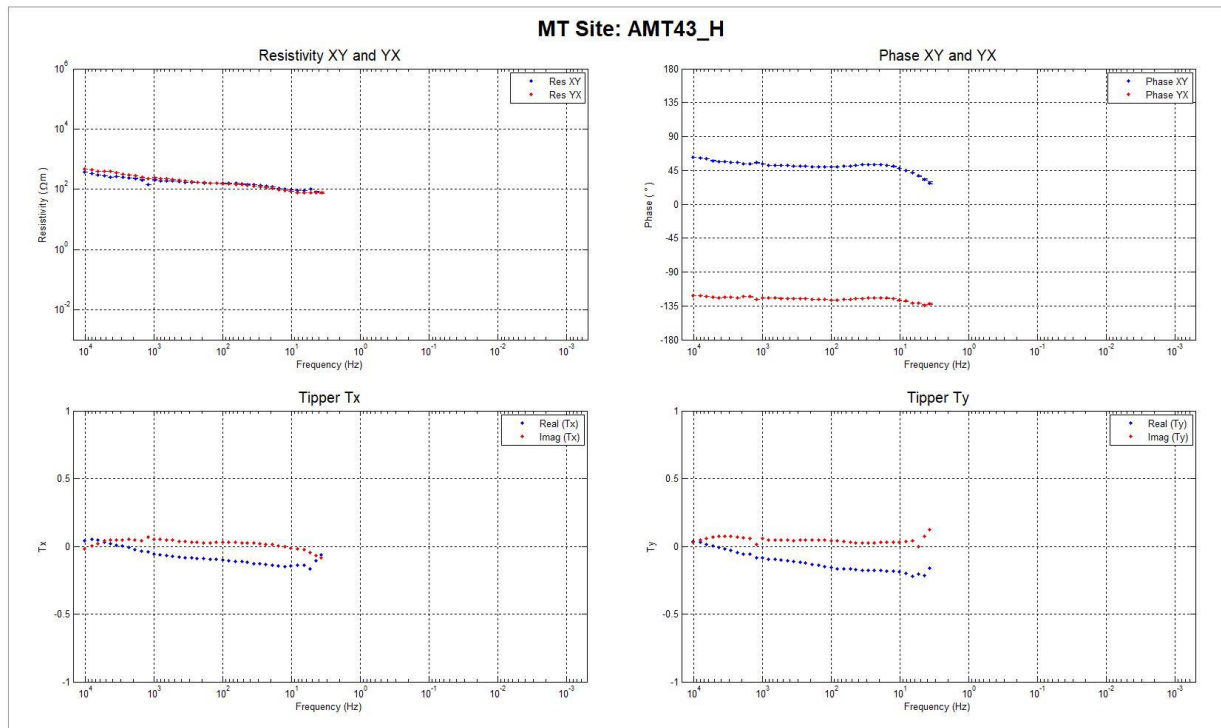 MT Site: AMT43_H
Resistivity XY and YX
10^6
10^4
10^2
10^0
10^-2
Resistivity (Ωm)
Res XY
Res YX
10^4 10^3 10^2 10^1 10^0 10^-1 10^-2 10^-3
Frequency (Hz)
Phase XY and YX
180
135
90
45
0
-45
-90
-135
-180
Phase (°)
Phase XY
Phase YX
10^4 10^3 10^2 10^1 10^0 10^-1 10^-2 10^-3
Frequency (Hz)
Tipper Tx
1
0.5
0
-0.5
-1
Tx
Real (Tx)
Imag (Tx)
10^4 10^3 10^2 10^1 10^0 10^-1 10^-2 10^-3
Frequency (Hz)
Tipper Ty
1
0.5
0
-0.5
-1
Ty
Real (Ty)
Imag (Ty)
10^4 10^3 10^2 10^1 10^0 10^-1 10^-2 10^-3
Frequency (Hz)